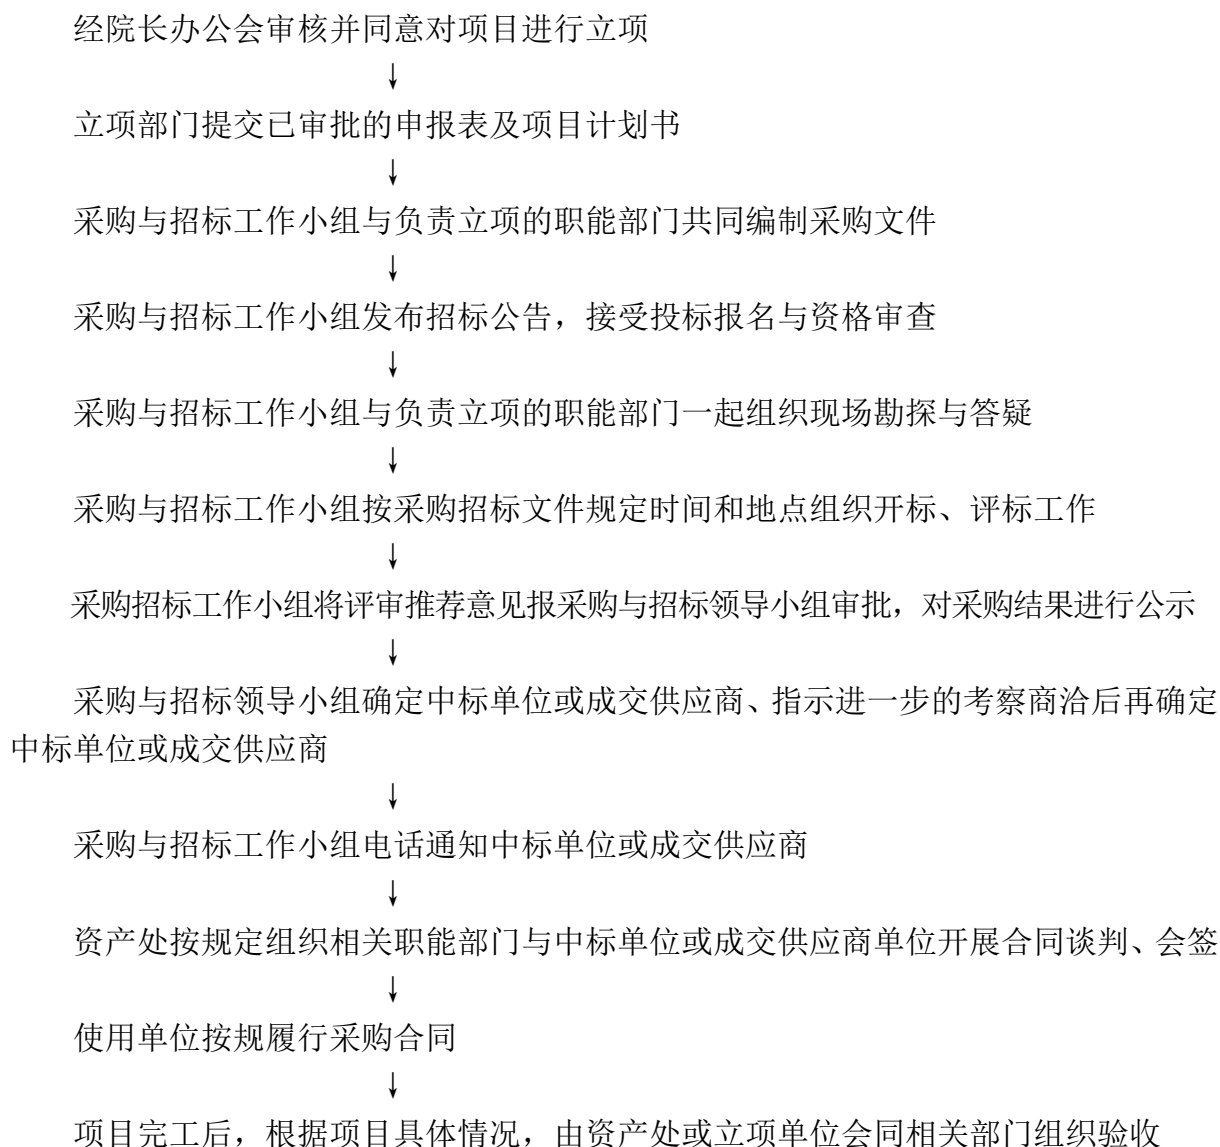 经院长办公会审核并同意对项目进行立项
↓
立项部门提交已审批的申报表及项目计划书
↓
采购与招标工作小组与负责立项的职能部门共同编制采购文件
↓
采购与招标工作小组发布招标公告，接受投标报名与资格审查
↓
采购与招标工作小组与负责立项的职能部门一起组织现场勘探与答疑
↓
采购与招标工作小组按采购招标文件规定时间和地点组织开标、评标工作
↓
采购招标工作小组将评审推荐意见报采购与招标领导小组审批，对采购结果进行公示
↓
采购与招标领导小组确定中标单位或成交供应商、指示进一步的考察商洽后再确定
中标单位或成交供应商
↓
采购与招标工作小组电话通知中标单位或成交供应商
↓
资产处按规定组织相关职能部门与中标单位或成交供应商单位开展合同谈判、会签
↓
使用单位按规履行采购合同
↓
项目完工后，根据项目具体情况，由资产处或立项单位会同相关部门组织验收